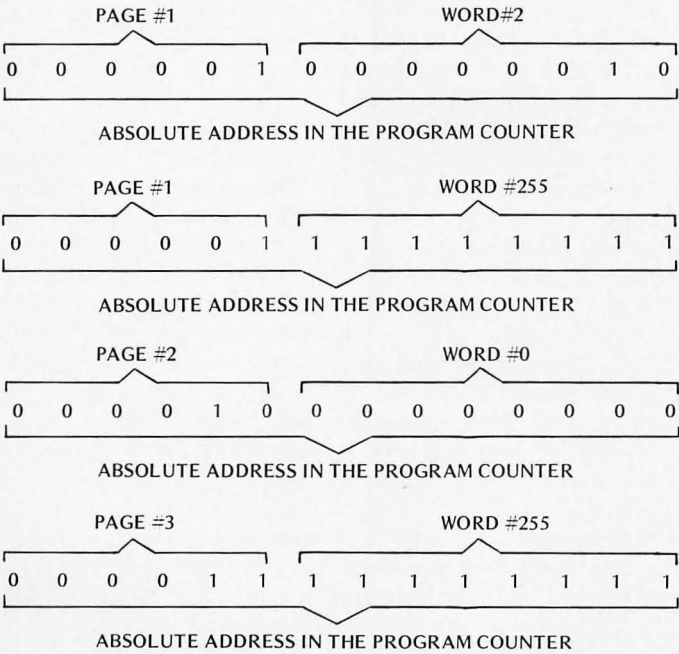 PAGE #1 WORD#2
0 0 0 0 0 1 0 0 0 0 0 0 1 0
ABSOLUTE ADDRESS IN THE PROGRAM COUNTER
PAGE #1 WORD #255
0 0 0 0 0 1 1 1 1 1 1 1 1 1
ABSOLUTE ADDRESS IN THE PROGRAM COUNTER
PAGE #2 WORD #0
0 0 0 0 1 0 0 0 0 0 0 0 0 0
ABSOLUTE ADDRESS IN THE PROGRAM COUNTER
PAGE #3 WORD #255
0 0 0 0 1 1 1 1 1 1 1 1 1 1
ABSOLUTE ADDRESS IN THE PROGRAM COUNTER